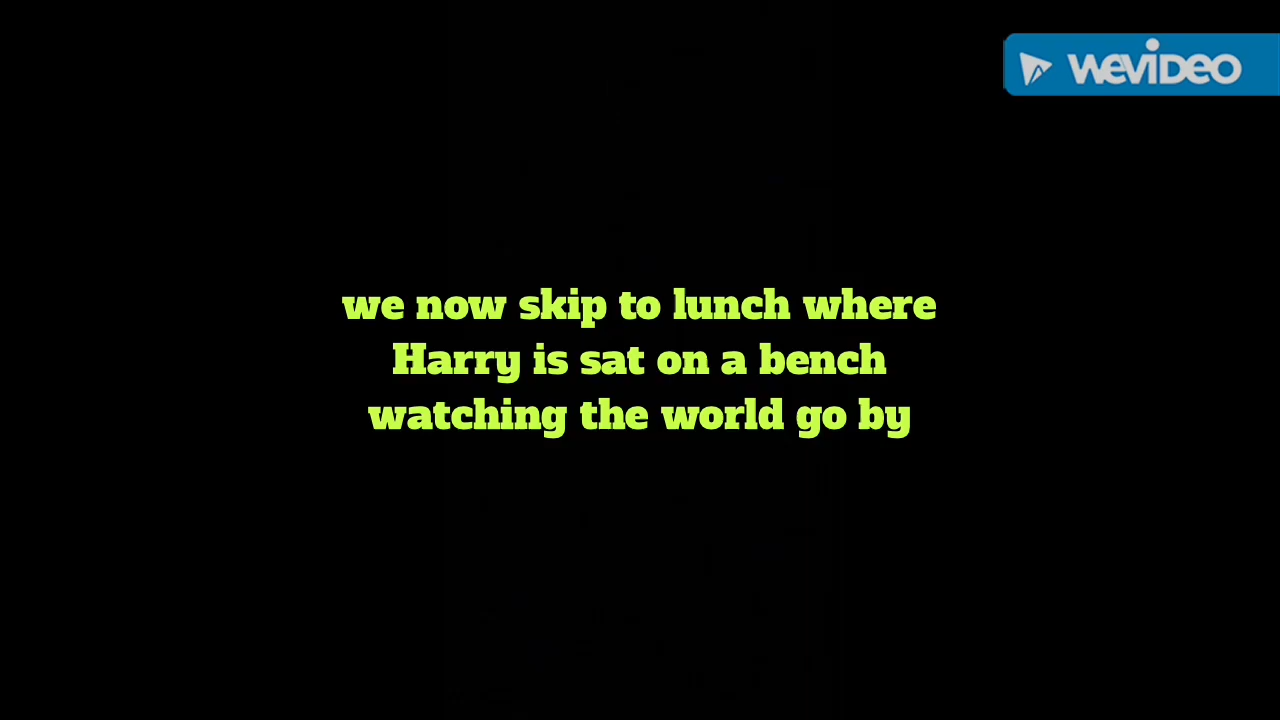 WEVIDEO
we now skip to lunch where
Harry is sat on a bench
watching the world go by